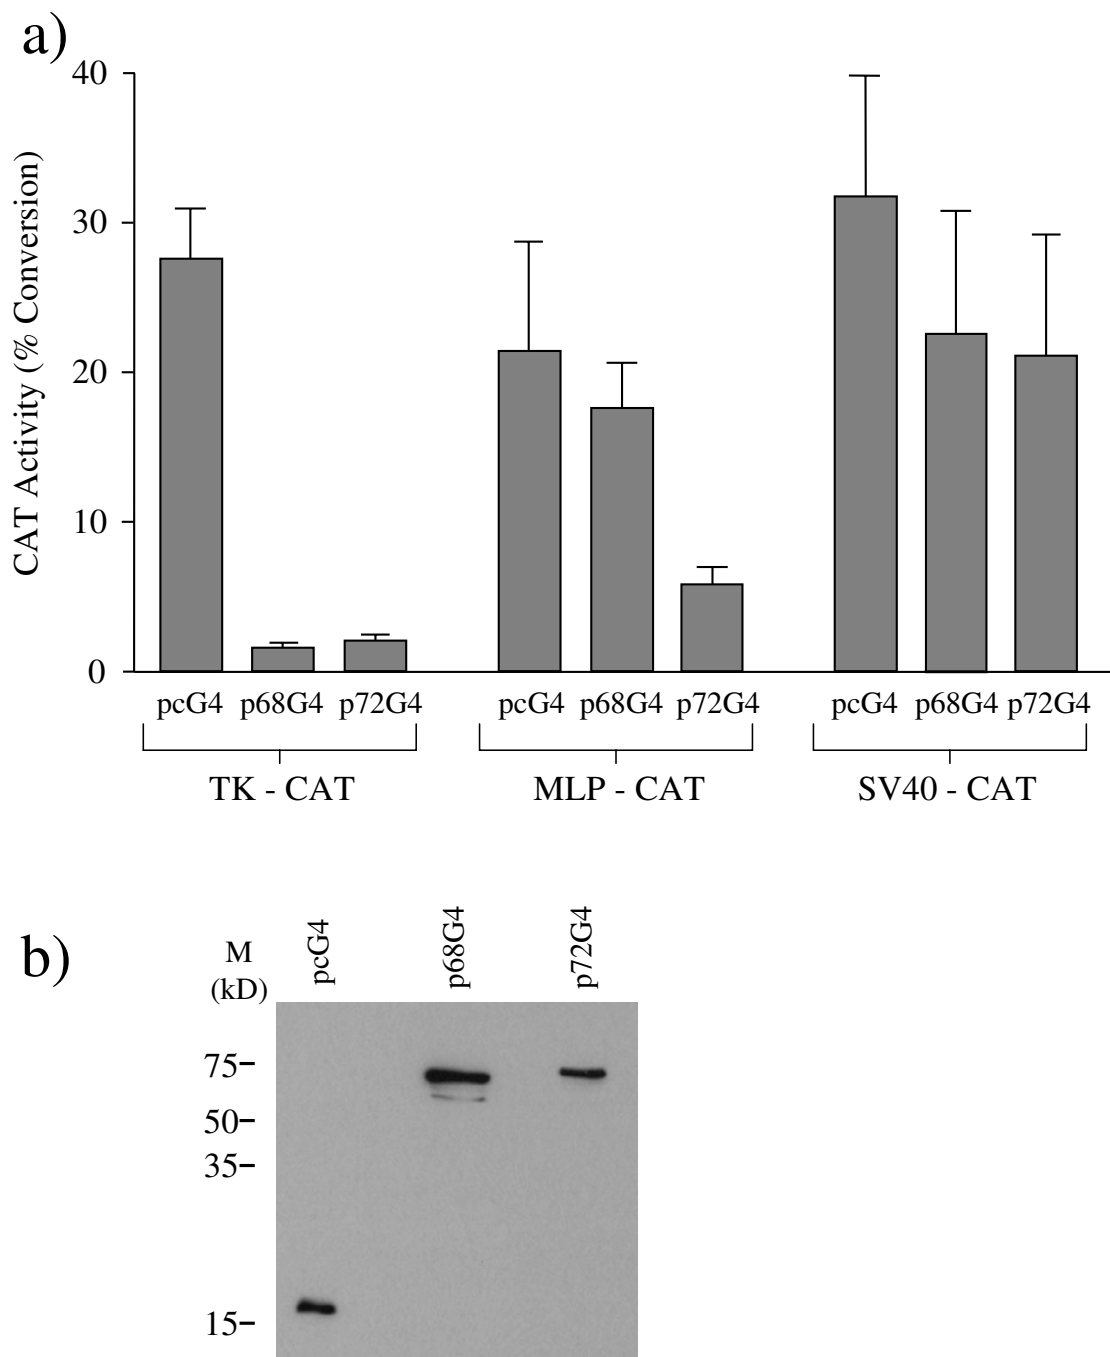 a)
CAT Activity (% Conversion)
40
30
20
10
0
pcG4 p68G4 p72G4 pcG4 p68G4 p72G4 pcG4 p68G4 p72G4
TK - CAT MLP - CAT SV40 - CAT
b)
M
(kD)
pcG4 p68G4 p72G4
75
50
35
15